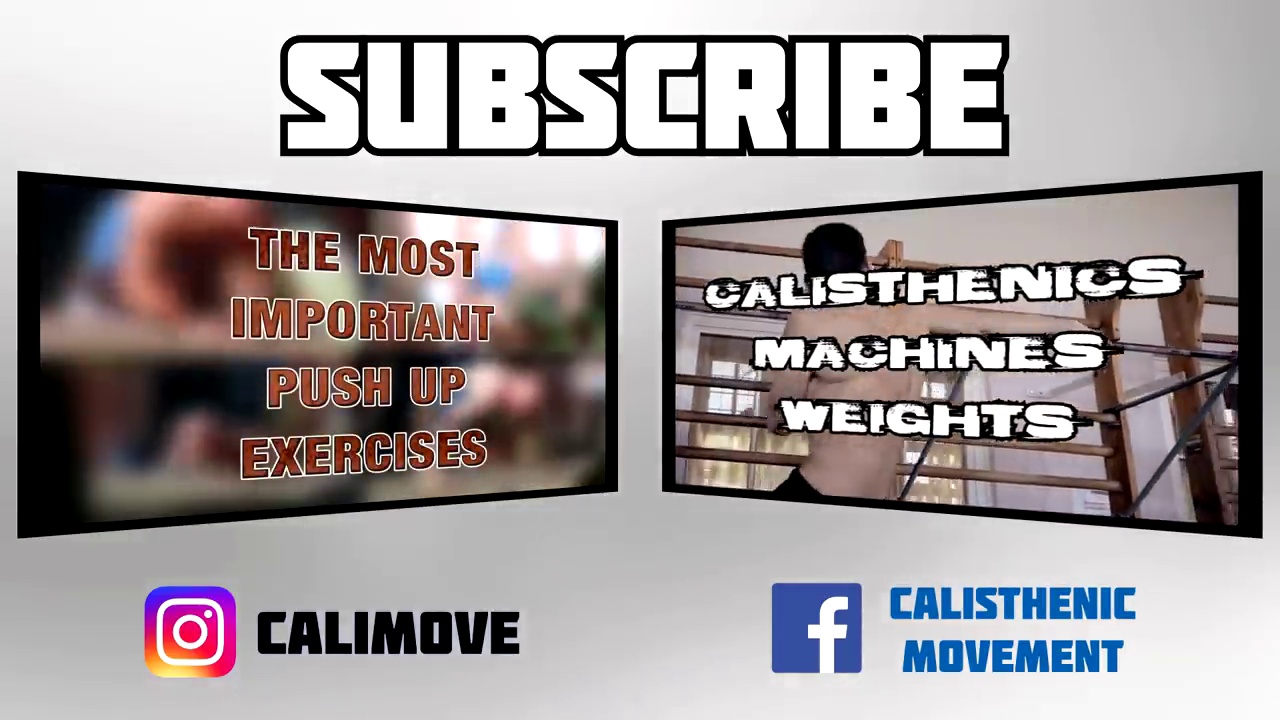 SUBSCRIBE
THE MOST
IMPORTANT
PUSH UP
EXERCISES
CALISTHENICS
MACHINES
WEIGHTS
CALIMOVE
CALISTHENIC
MOVEMENT